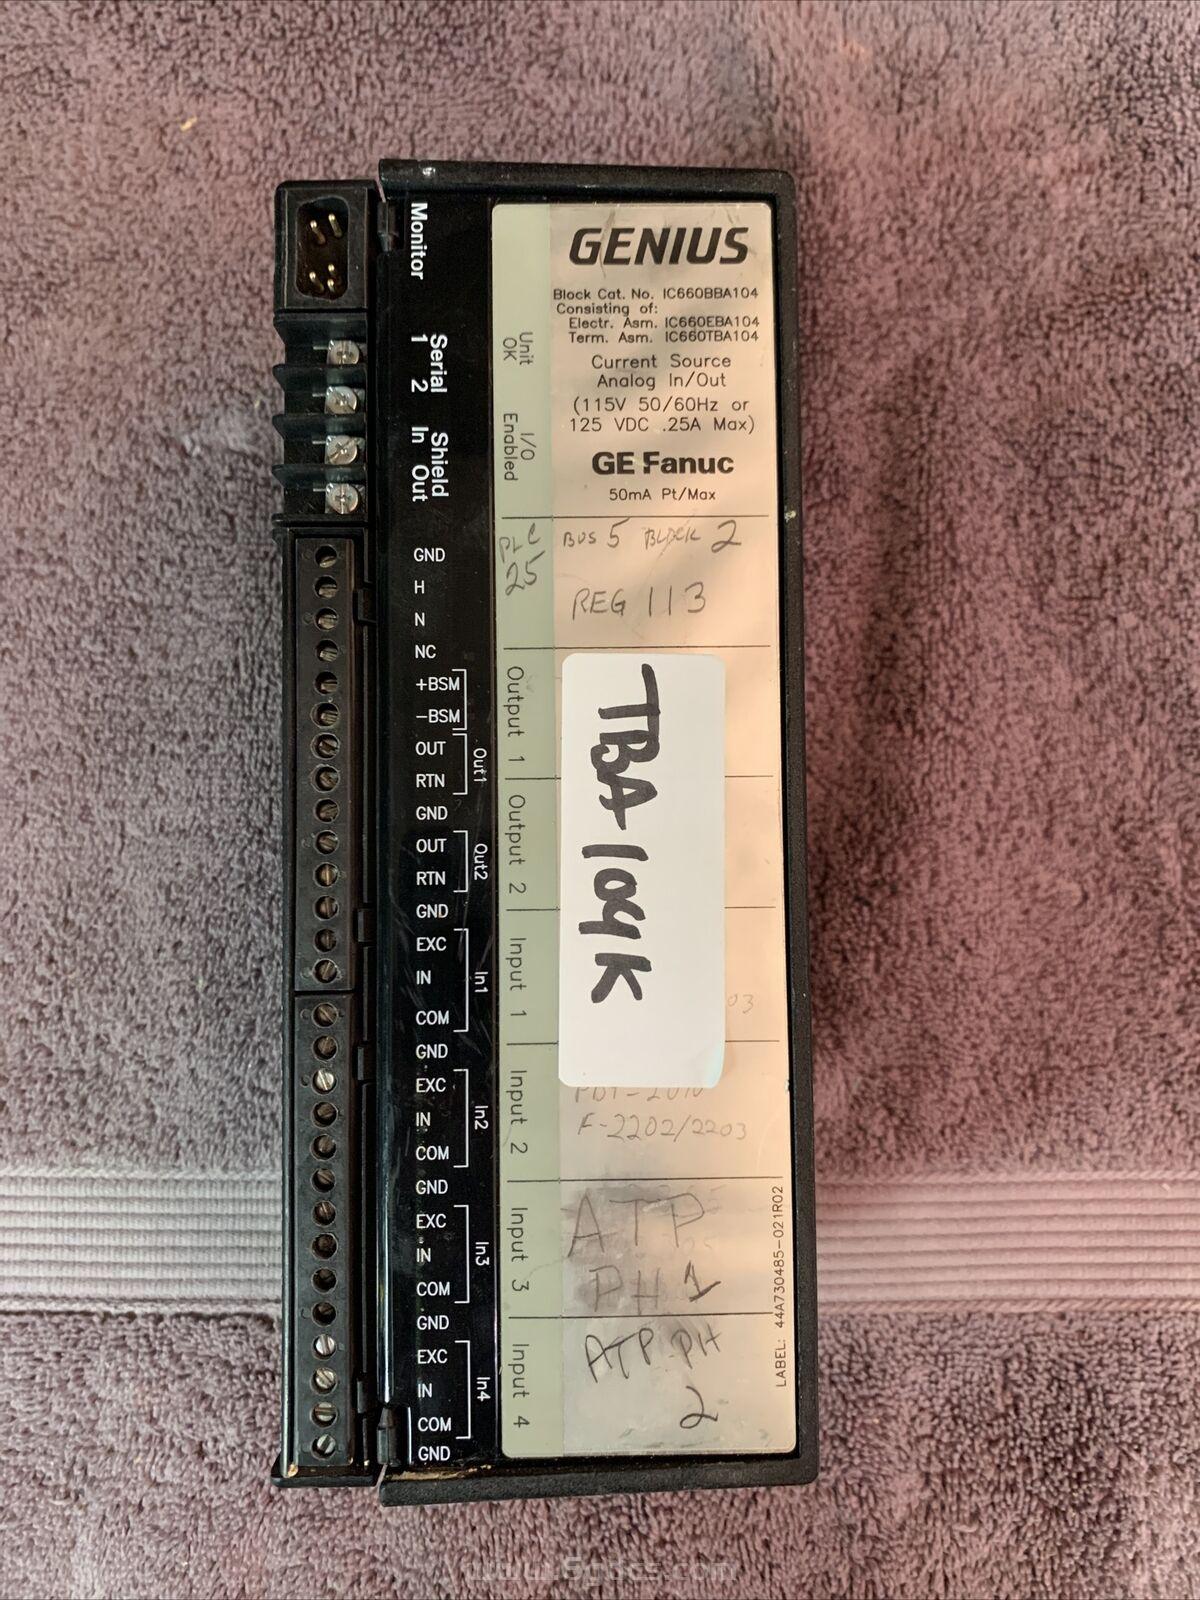 GENIUS
Block Cat. No. IC660BBA104
Consisting of:
Electr. Asm. IC660EBA104
Term. Asm. IC660TBA104
Current Source
Analog In/Out
(115V 50/60Hz or
125 VDC .25A Max)
GE Fanuc
50mA Pt/Max
Monitor
Serial
1 2
Shield
In Out
Unit
OK
I/O
Enabled
BUS 5 BLOCK 2
REG 113
TBA104K
GND
H
N
NC
+BSM
-BSM
OUT
RTN
Out1
GND
OUT
RTN
Out2
GND
EXC
IN
COM
In1
GND
EXC
IN
COM
In2
GND
EXC
IN
COM
In3
GND
EXC
IN
COM
In4
GND
Output 1
Output 2
Input 1
03
Input 2
F-2202/2203
Input 3
ATP
PH 1
Input 4
ATP PH
2
LABEL: 44A730485-021R02